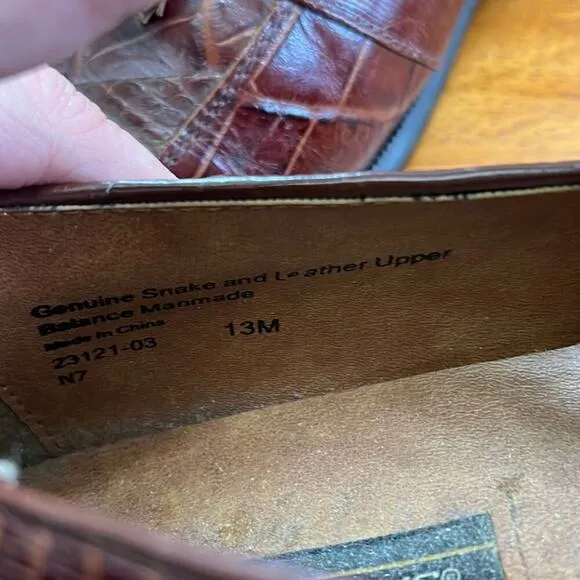 Genuine Snake and Leather Upper
Balance Manmade
Made In China
23121-03 13M
N7